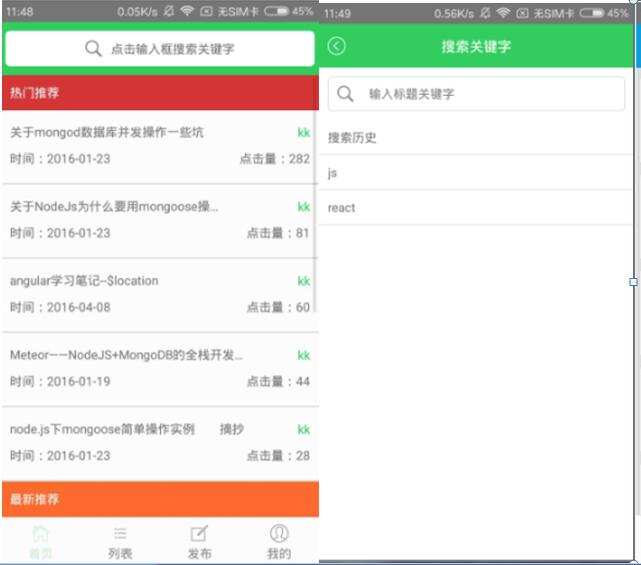 11:48 0.05K/s 无SIM卡 45%
点击输入框搜索关键字
热门推荐
关于mongod数据库并发操作一些坑 kk
时间：2016-01-23 点击量：282
关于NodeJs为什么要用mongoose操... kk
时间：2016-01-23 点击量：81
angular学习笔记--$location kk
时间：2016-04-08 点击量：60
Meteor——NodeJS+MongoDB的全栈开发... kk
时间：2016-01-19 点击量：44
node.js下mongoose简单操作实例 摘抄 kk
时间：2016-01-23 点击量：28
最新推荐
首页 列表 发布 我的
11:49 0.56K/s 无SIM卡 45%
搜索关键字
输入标题关键字
搜索历史
js
react